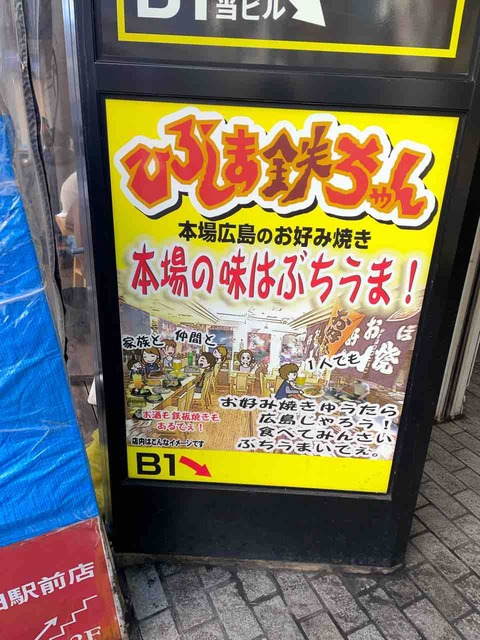 B1 当ビル
ひろしま鉄ちゃん
本場広島のお好み焼き
本場の味はぶちうま！
家族と 仲間と
1人でも
お好み焼きゆうたら
広島じゃろう！
食べてみんさい
ぶちうまいでぇ。
お酒も鉄板焼きも
あるでぇ！
店内はこんなイメージです
B1
駅前店